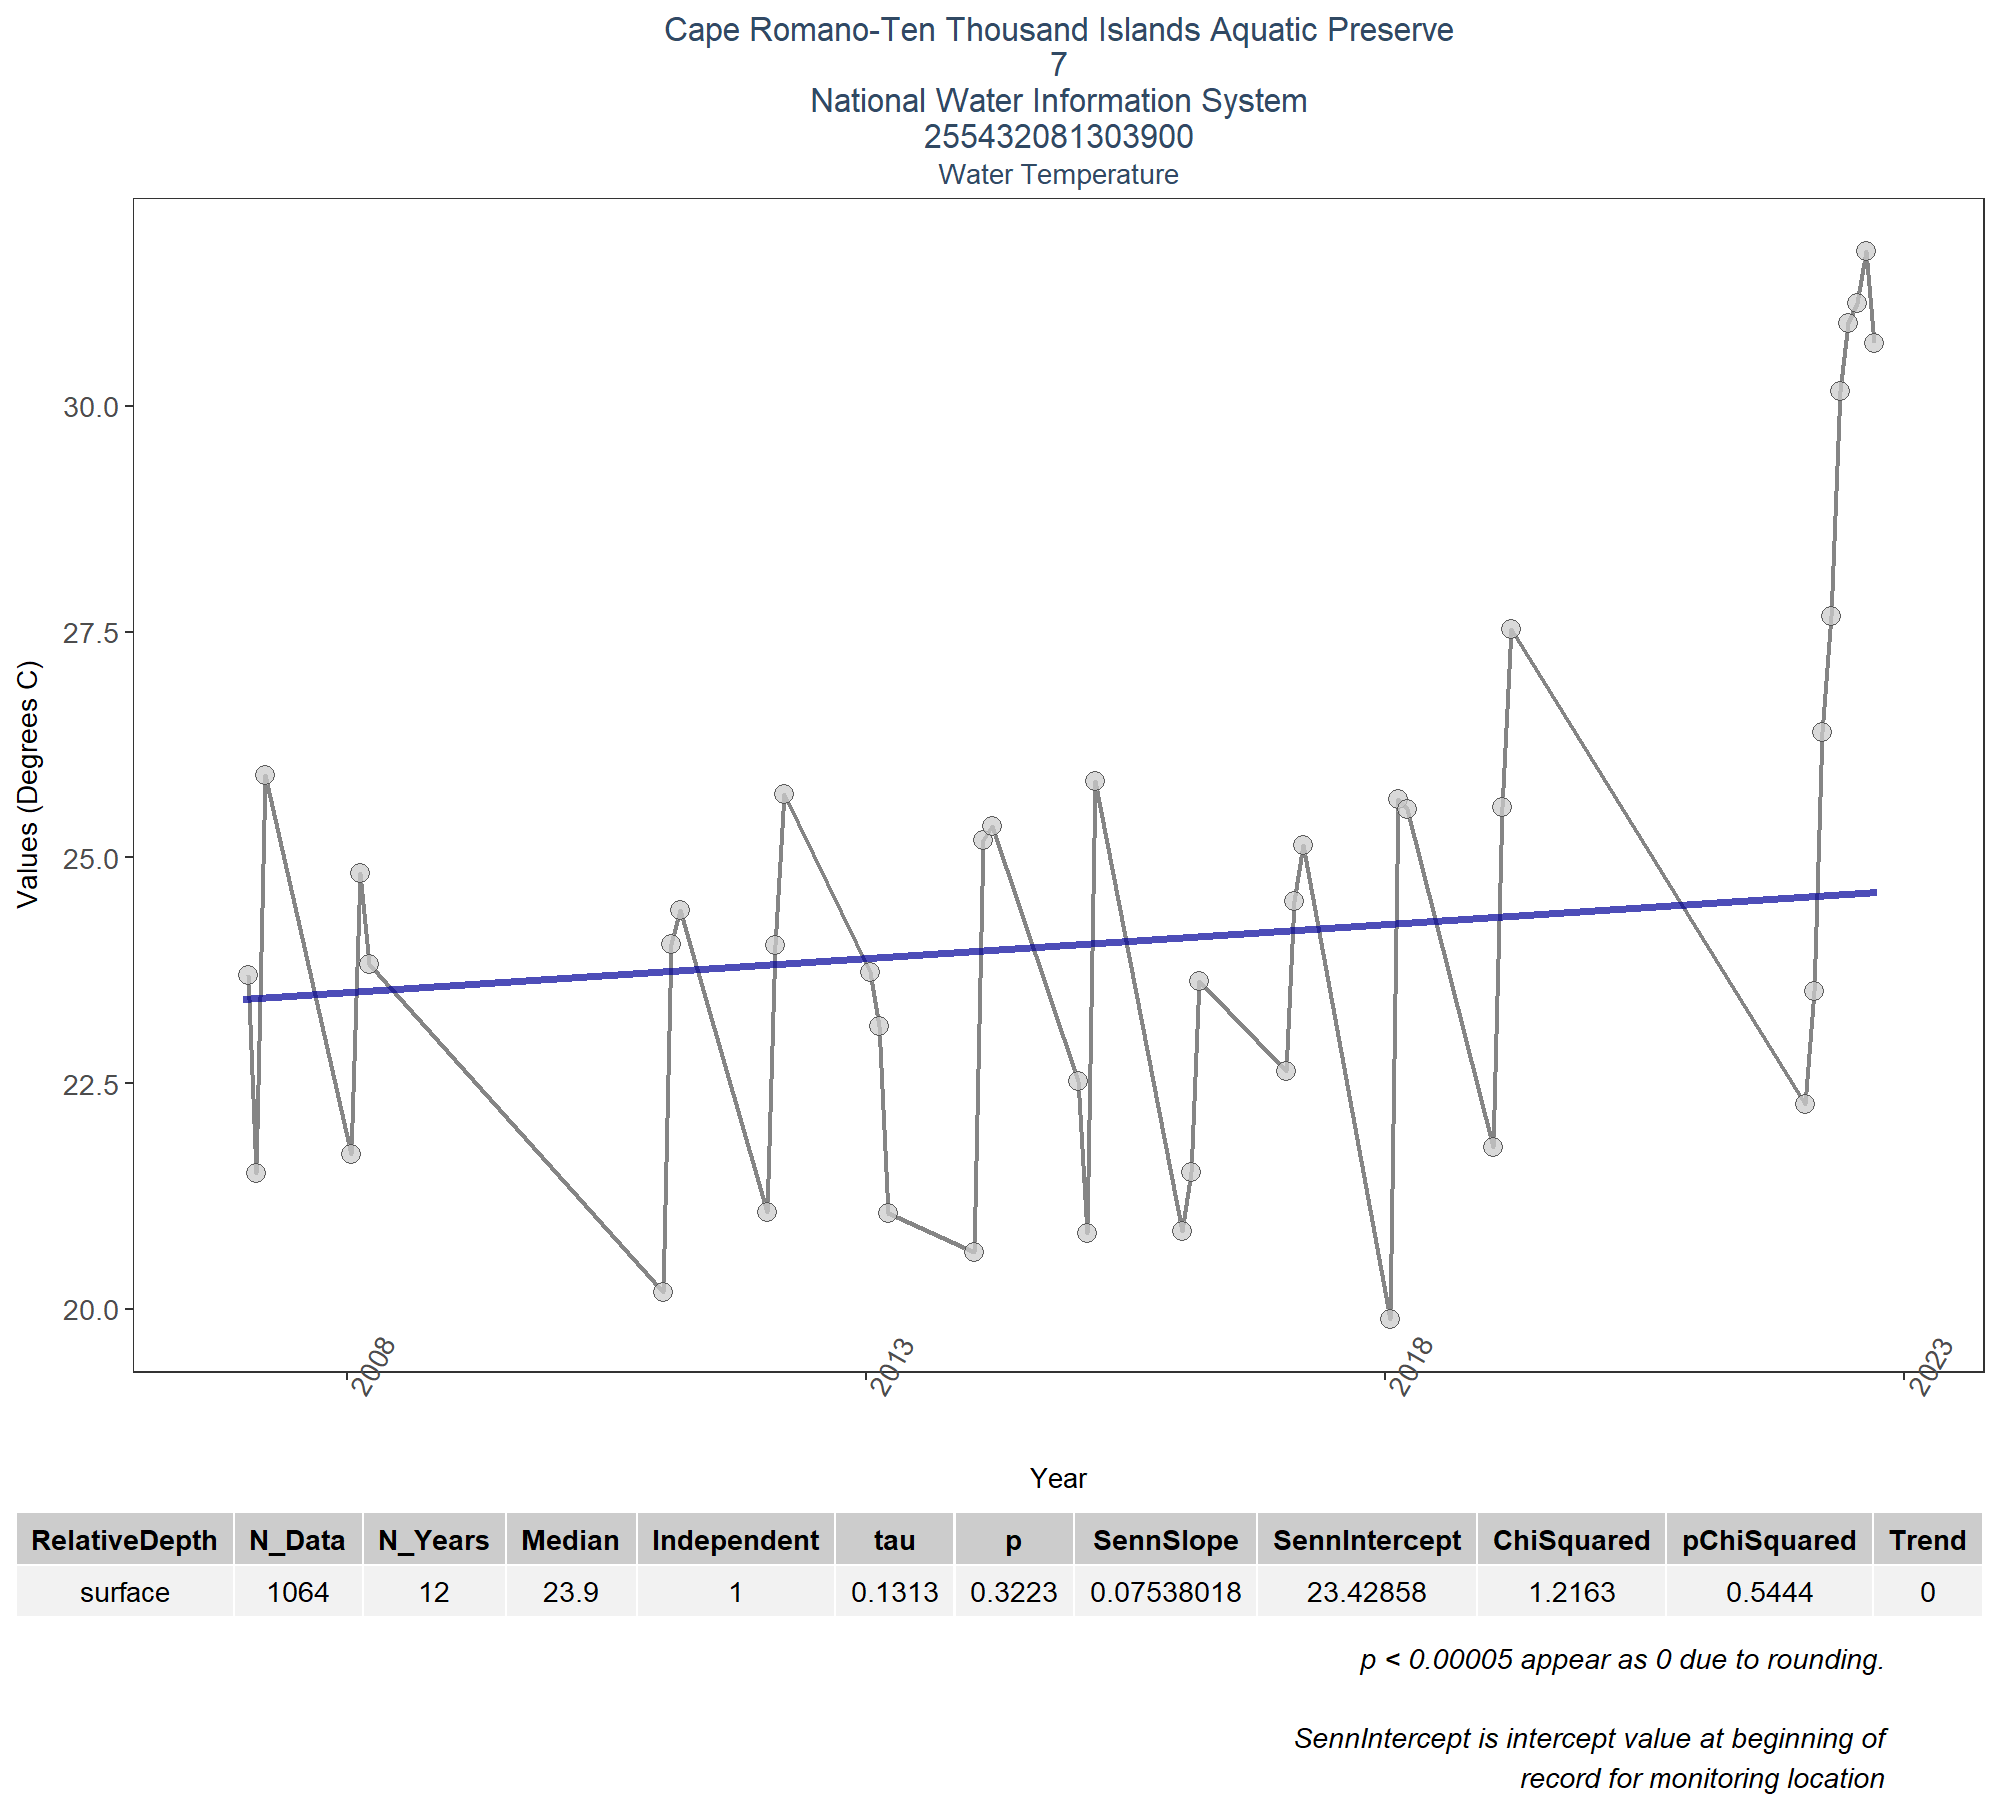 Cape Romano-Ten Thousand Islands Aquatic Preserve
7
National Water Information System
255432081303900
Water Temperature
Values (Degrees C)
30.0
27.5
25.0
22.5
20.0
2008
2013
2018
2023
Year
RelativeDepth N_Data N_Years Median Independent tau p SennSlope SennIntercept ChiSquared pChiSquared Trend
surface 1064 12 23.9 1 0.1313 0.3223 0.07538018 23.42858 1.2163 0.5444 0
p < 0.00005 appear as 0 due to rounding.
SennIntercept is intercept value at beginning of
record for monitoring location